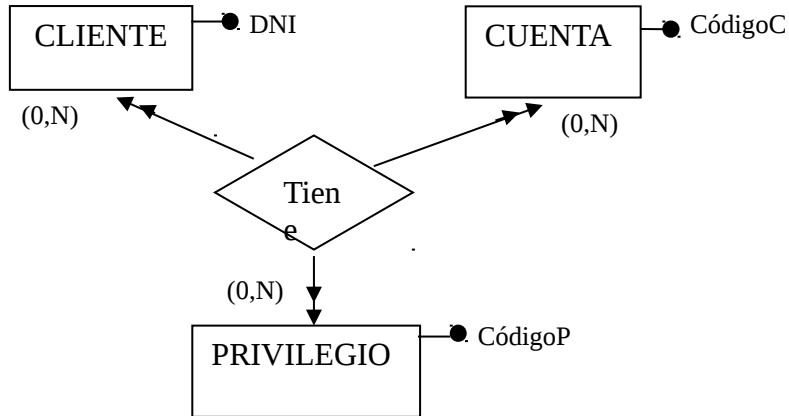 CLIENTE
DNI
CUENTA
CódigoC
(0,N)
(0,N)
Tien
e
(0,N)
PRIVILEGIO
CódigoP